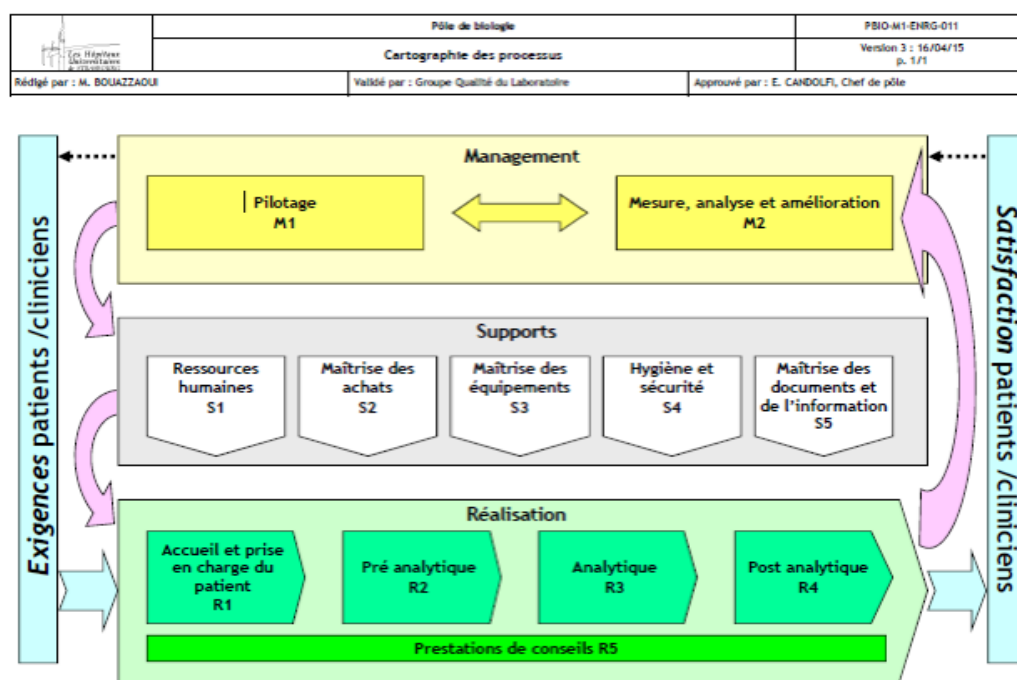 Pôle de biologie
PBIO-M1-ENRG-011
Les Hôpitaux
Universitaires
Cartographie des processus
Version 3 : 16/04/15
p. 1/1
Rédigé par : M. BOUAZZAOUI
Validé par : Groupe Qualité du Laboratoire
Approuvé par : E. CANDOLFI, Chef de pôle
Exigences patients /cliniciens
Management
Pilotage
M1
Mesure, analyse et amélioration
M2
Supports
Ressources
humaines
S1
Maîtrise des
achats
S2
Maîtrise des
équipements
S3
Hygiène et
sécurité
S4
Maîtrise des
documents et
de l'information
S5
Réalisation
Accueil et prise
en charge du
patient
R1
Pré analytique
R2
Analytique
R3
Post analytique
R4
Prestations de conseils R5
Satisfaction patients /cliniciens